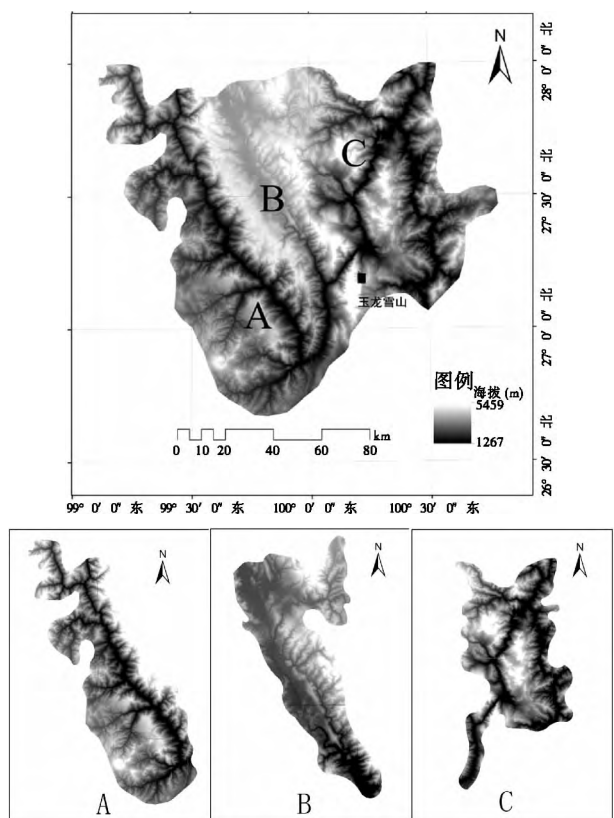 N
28° 0′ 0″ 北
27° 30′ 0″ 北
27° 0′ 0″ 北
26° 30′ 0″ 北
C
B
A
玉龙雪山
图例
海拔 (m)
5459
1267
km
0 10 20 40 60 80
99° 0′ 0″ 东 99° 30′ 0″ 东 100° 0′ 0″ 东 100° 30′ 0″ 东
N N N
A B C